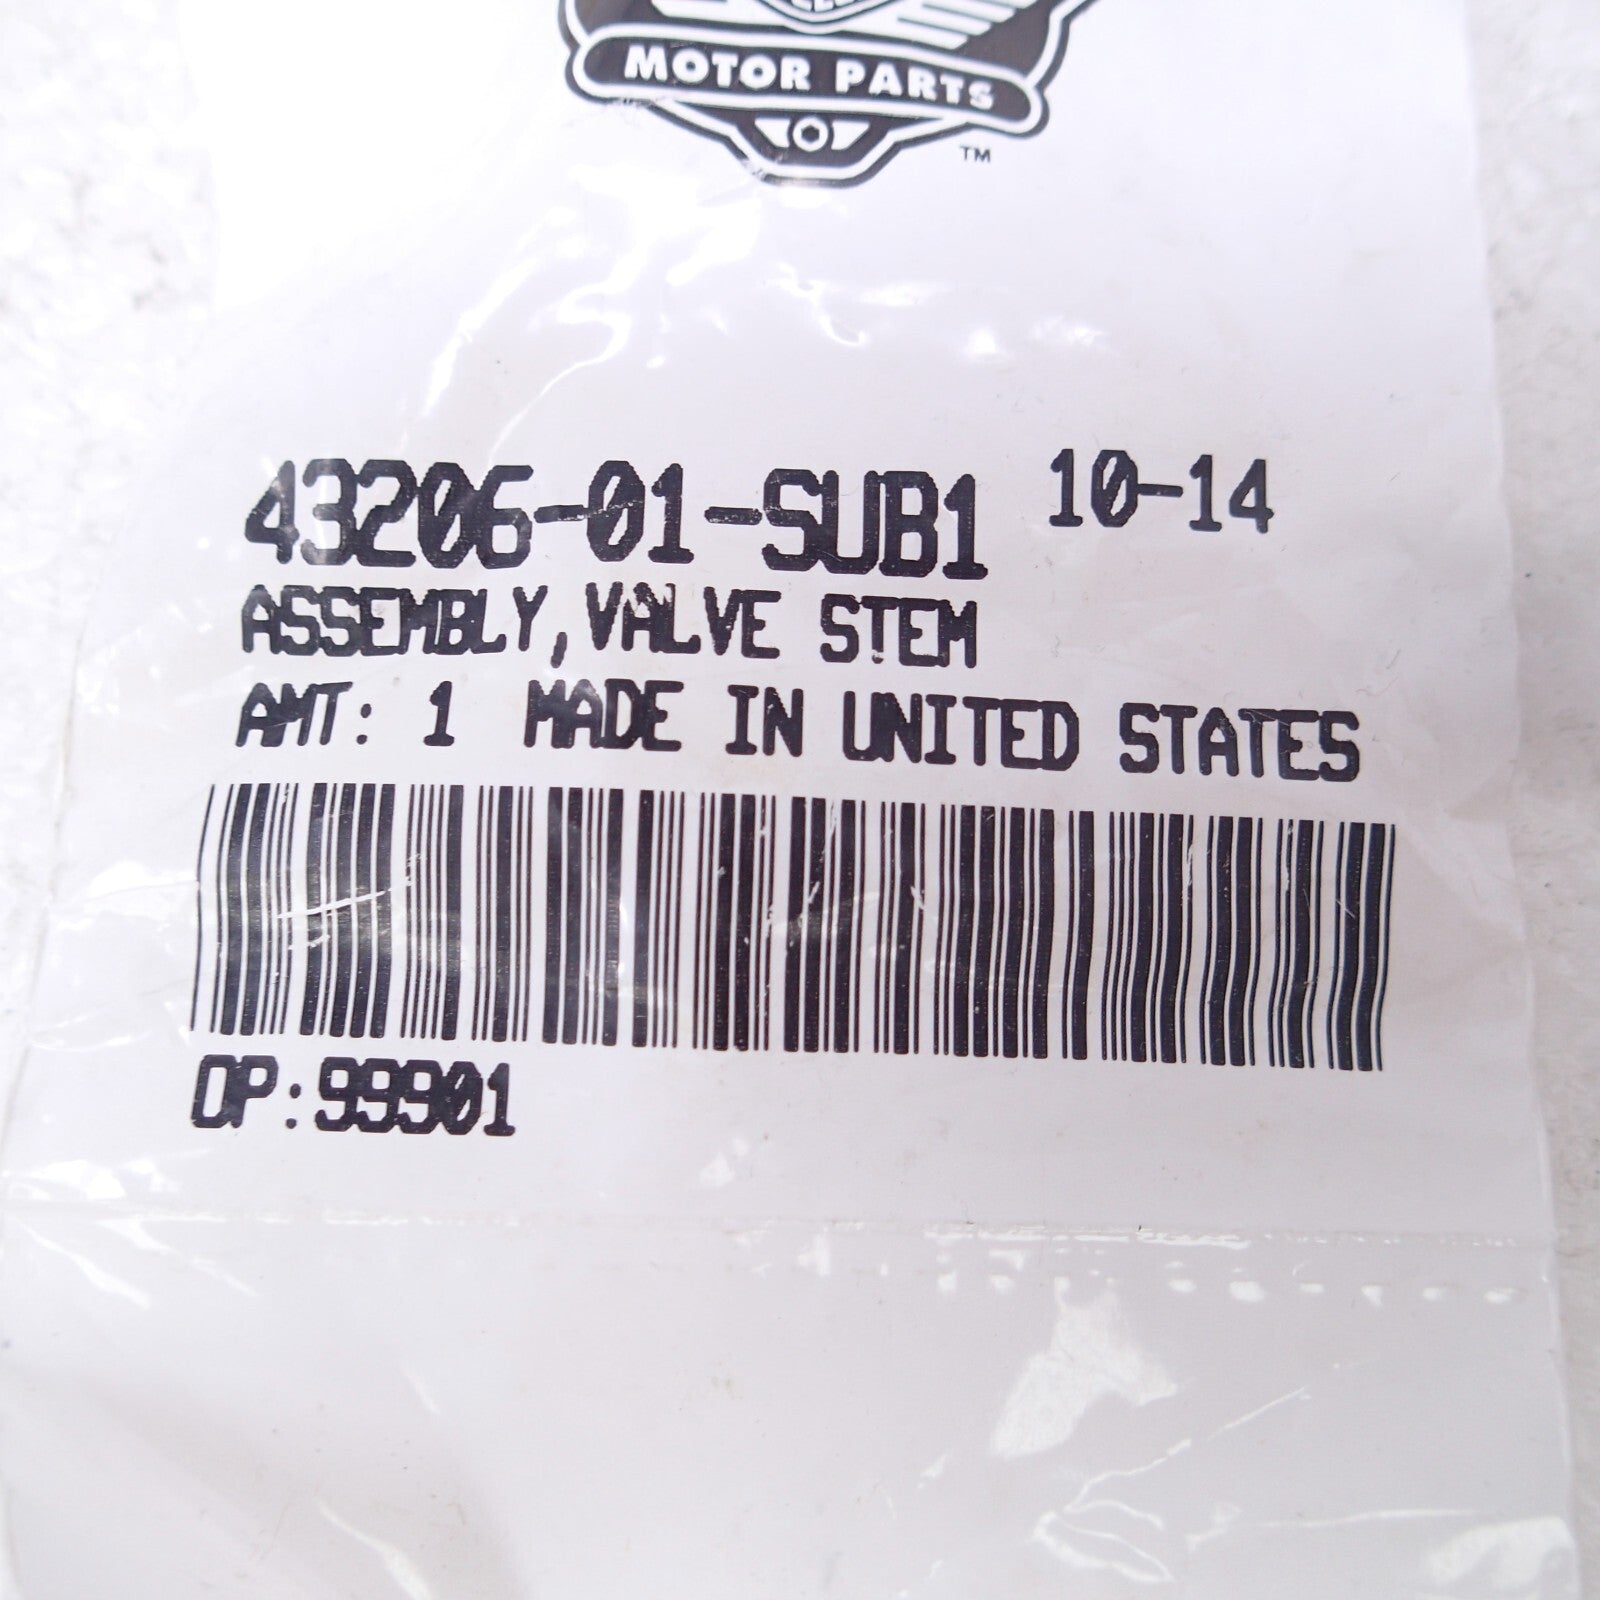 MOTOR PARTS
TM
43206-01-SUB1 10-14
ASSEMBLY,VALVE STEM
AMT: 1 MADE IN UNITED STATES
OP:99901